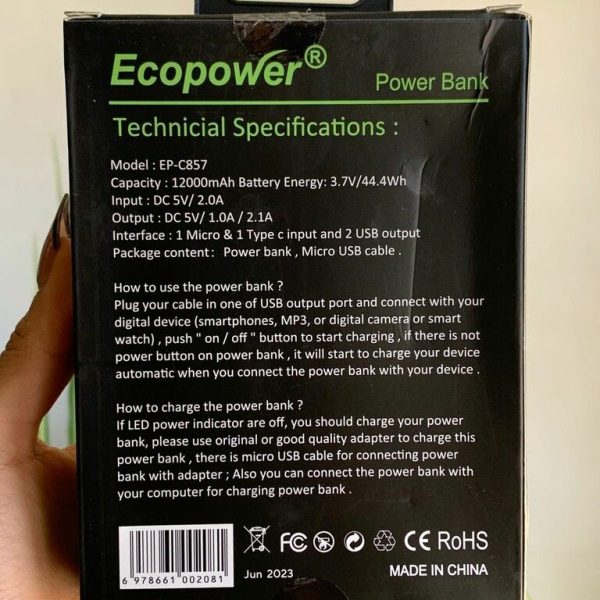 Ecopower®
Power Bank
Technicial Specifications :
Model : EP-C857
Capacity : 12000mAh Battery Energy: 3.7V/44.4Wh
Input : DC 5V/ 2.0A
Output : DC 5V/ 1.0A / 2.1A
Interface : 1 Micro & 1 Type c input and 2 USB output
Package content: Power bank , Micro USB cable .
How to use the power bank ?
Plug your cable in one of USB output port and connect with your
digital device (smartphones, MP3, or digital camera or smart
watch) , push " on / off " button to start charging , if there is not
power button on power bank , it will start to charge your device
automatic when you connect the power bank with your device .
How to charge the power bank ?
If LED power indicator are off, you should charge your power
bank, please use original or good quality adapter to charge this
power bank , there is micro USB cable for connecting power
bank with adapter ; Also you can connect the power bank with
your computer for charging power bank .
FC CE RoHS
6 978661 002081
Jun 2023
MADE IN CHINA